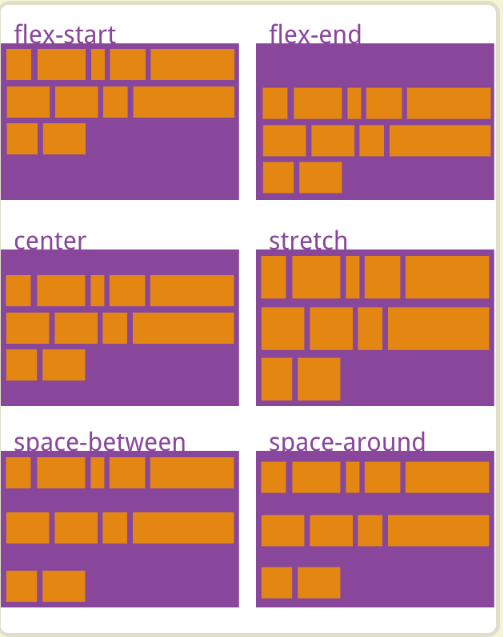 flex-start
flex-end
center
stretch
space-between
space-around